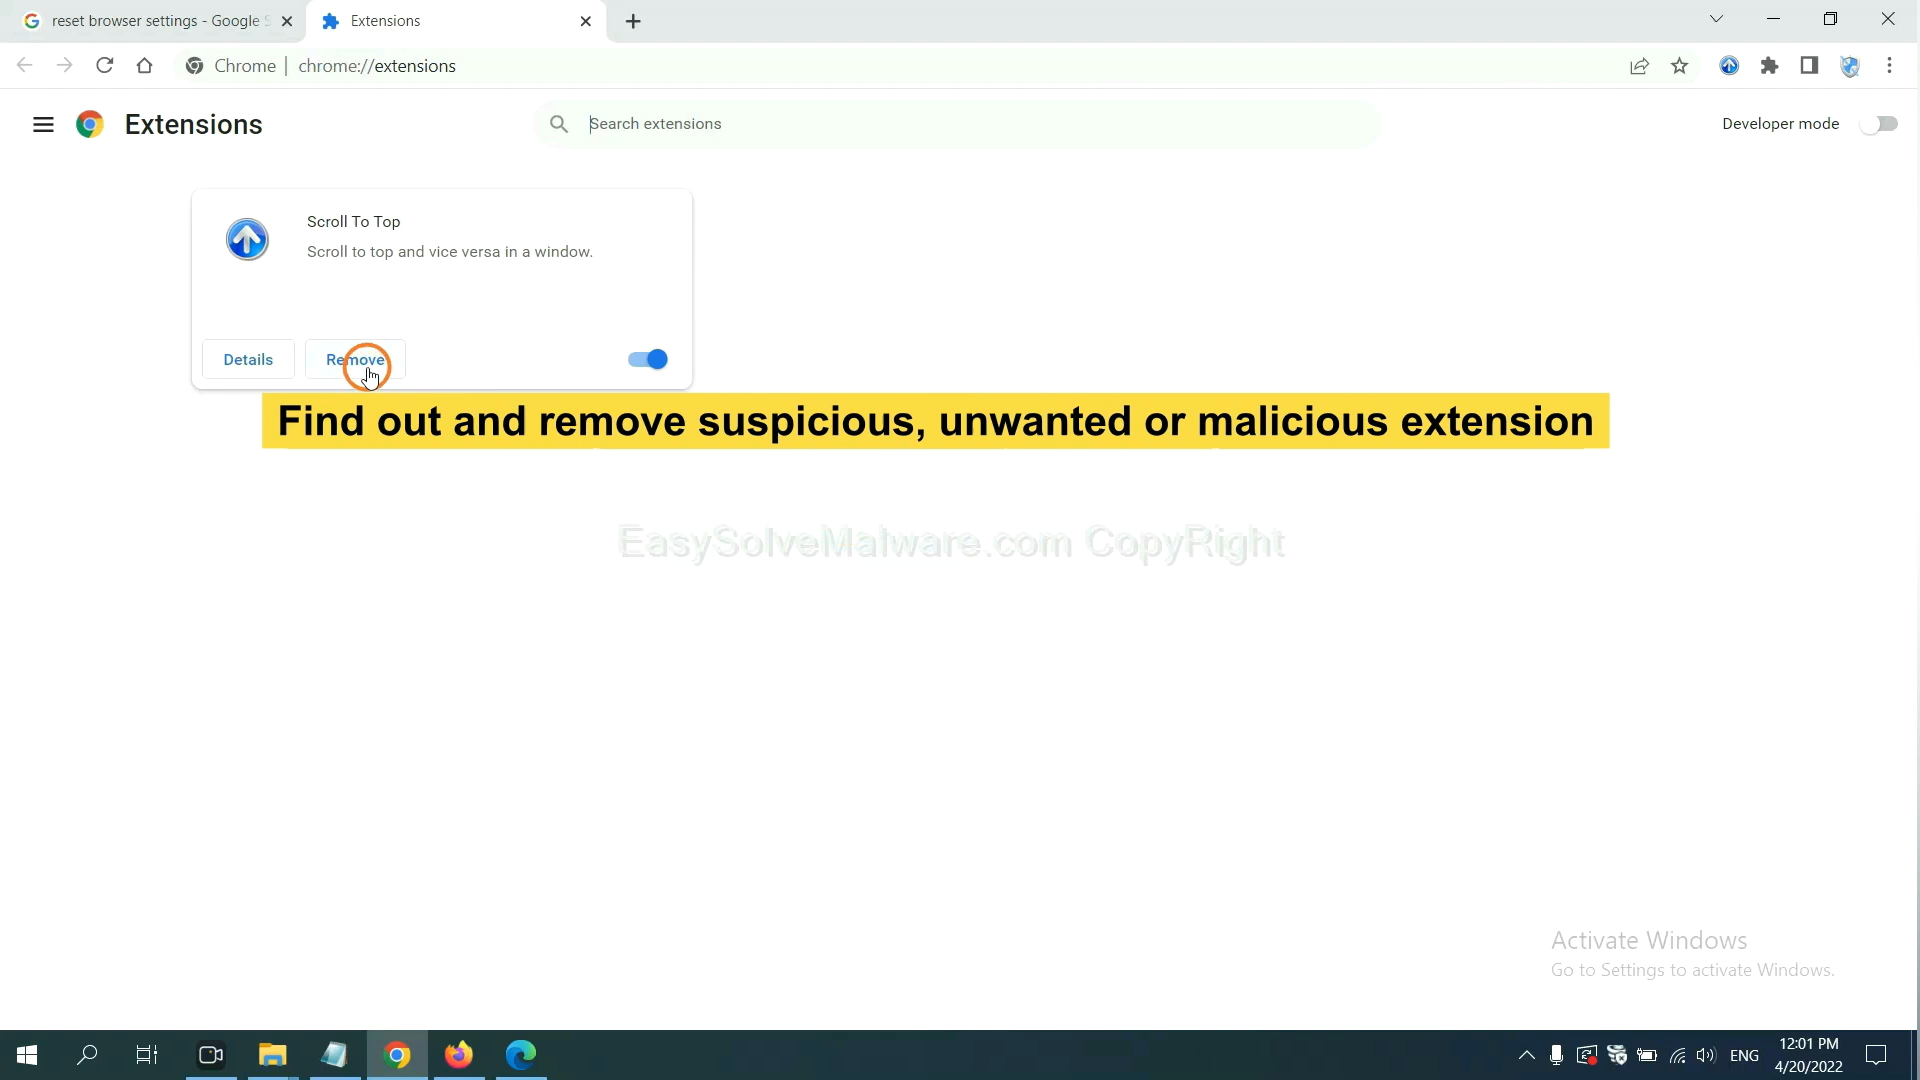 reset browser settings - Google S
Extensions
Chrome | chrome://extensions
Extensions
Search extensions
Developer mode
Scroll To Top
Scroll to top and vice versa in a window.
Details
Remove
Find out and remove suspicious, unwanted or malicious extension
EasySolveMalware.com CopyRight
Activate Windows
Go to Settings to activate Windows.
ENG
12:01 PM
4/20/2022